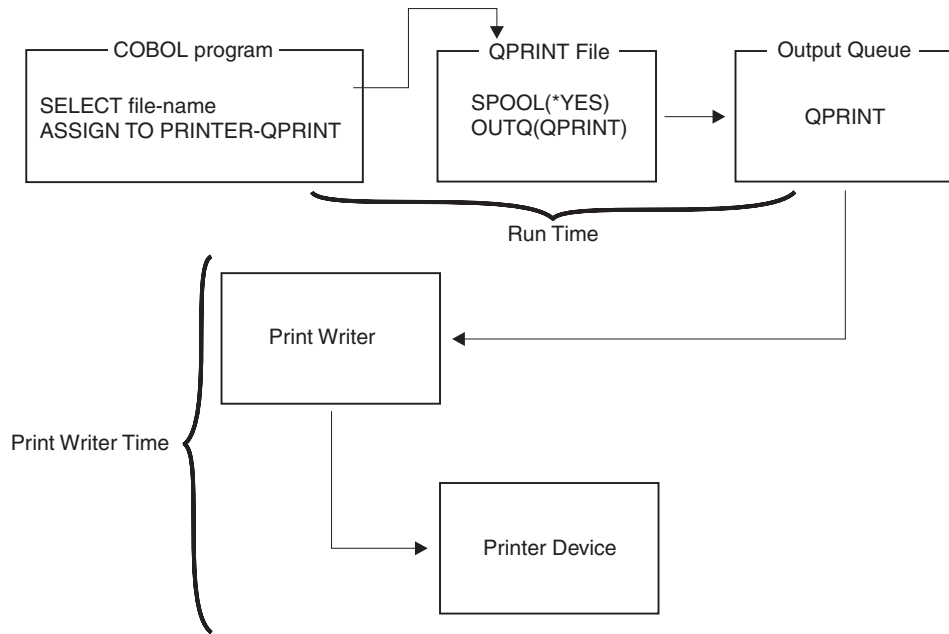 COBOL program
SELECT file-name
ASSIGN TO PRINTER-QPRINT
QPRINT File
SPOOL(*YES)
OUTQ(QPRINT)
Output Queue
QPRINT
Run Time
Print Writer
Print Writer Time
Printer Device